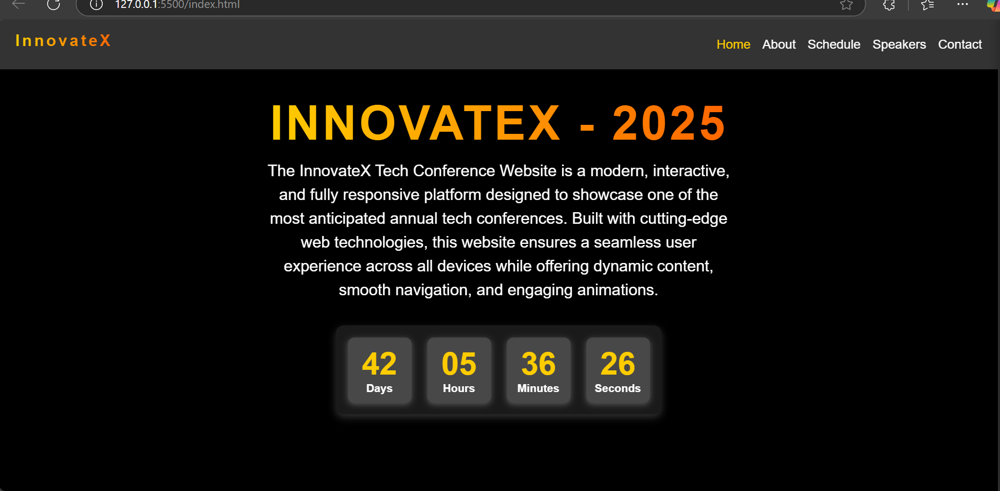 127.0.0.1:5500/index.html
InnovateX
Home About Schedule Speakers Contact
INNOVATEX - 2025
The InnovateX Tech Conference Website is a modern, interactive,
and fully responsive platform designed to showcase one of the
most anticipated annual tech conferences. Built with cutting-edge
web technologies, this website ensures a seamless user
experience across all devices while offering dynamic content,
smooth navigation, and engaging animations.
42 05 36 26
Days Hours Minutes Seconds